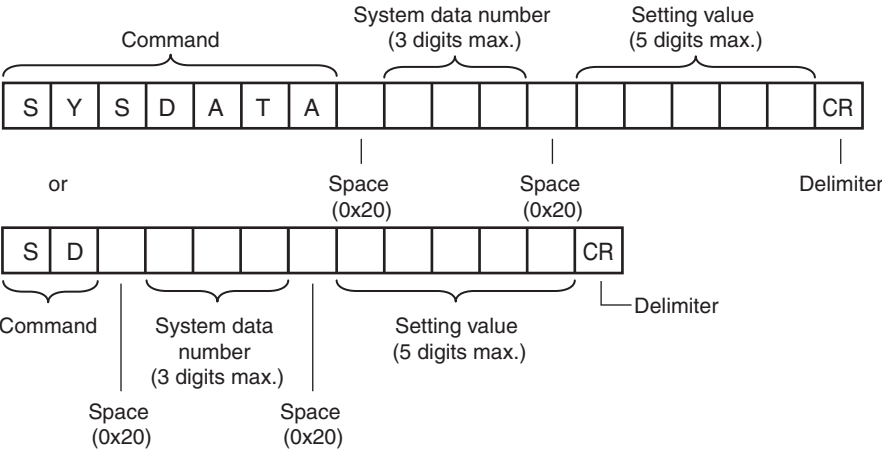 System data number
(3 digits max.)
Setting value
(5 digits max.)
Command
S Y S D A T A CR
or
Space
(0x20)
Space
(0x20)
Delimiter
S D CR
Delimiter
Command
System data
number
(3 digits max.)
Setting value
(5 digits max.)
Space
(0x20)
Space
(0x20)